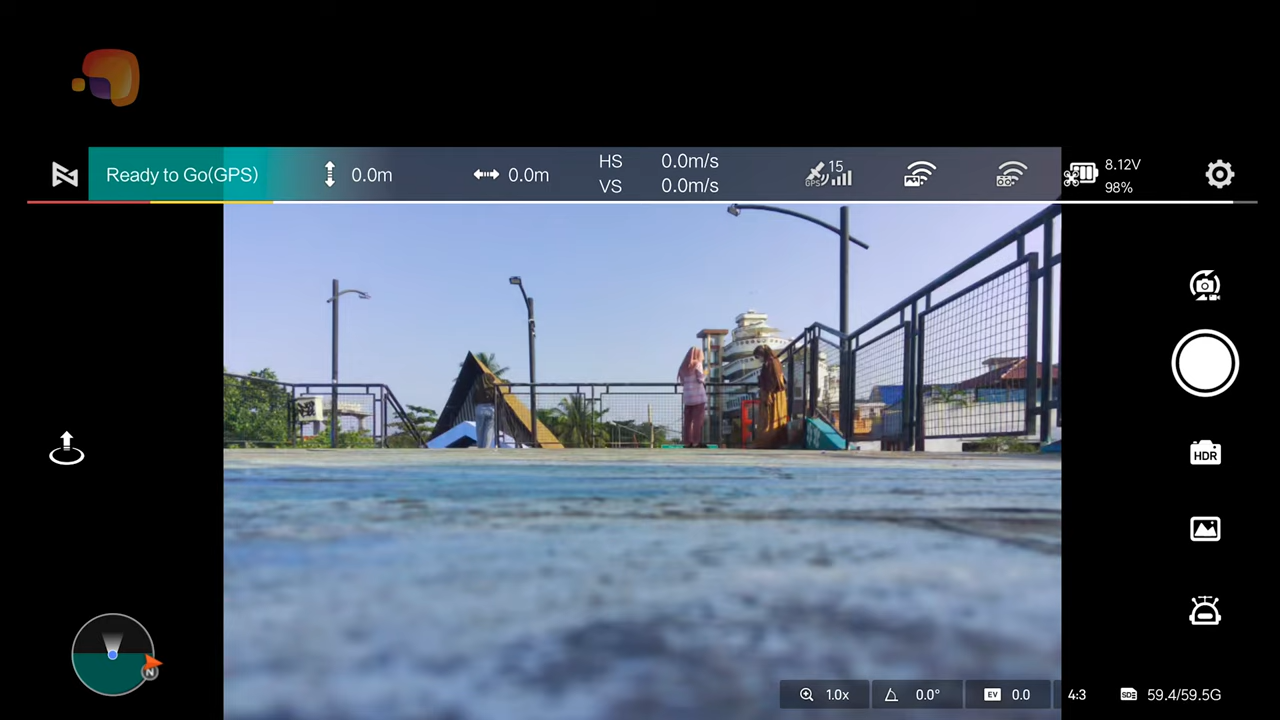 Ready to Go(GPS)
0.0m
0.0m
HS 0.0m/s
VS 0.0m/s
GPS
15
8.12V
98%
HDR
N
1.0x
0.0°
EV 0.0
4:3
59.4/59.5G